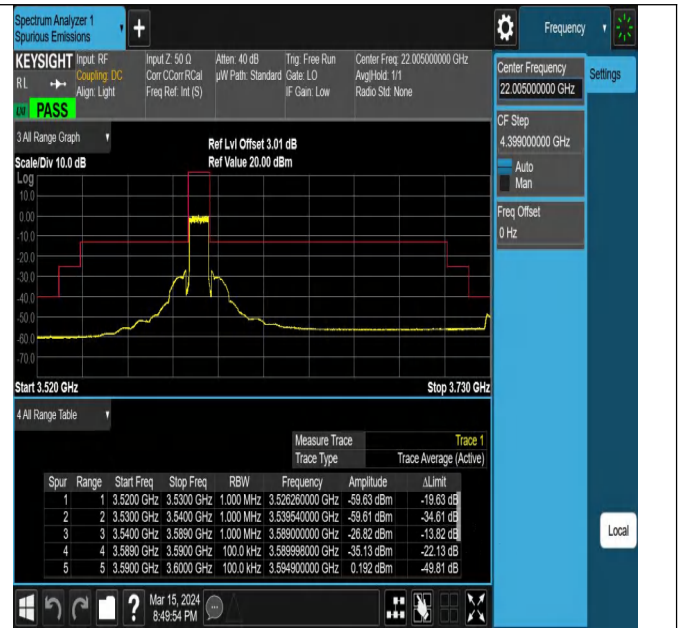 Spectrum Analyzer 1
Spurious Emissions
Frequency
KEYSIGHT Input: RF Input Z: 50 Ω Atten: 40 dB Trig: Free Run Center Freq: 22.005000000 GHz
RL Coupling: DC Corr CCorr RCal µW Path: Standard Gate: LO Avg|Hold: 1/1
Align: Light Freq Ref: Int (S) IF Gain: Low Radio Std: None
PASS
Center Frequency
22.005000000 GHz
Settings
CF Step
4.399000000 GHz
Auto
Man
Freq Offset
0 Hz
3 All Range Graph
Ref Lvl Offset 3.01 dB
Scale/Div 10.0 dB Ref Value 20.00 dBm
Log
10.0
0.00
-10.0
-20.0
-30.0
-40.0
-50.0
-60.0
-70.0
Start 3.520 GHz Stop 3.730 GHz
4 All Range Table
Measure Trace Trace 1
Trace Type Trace Average (Active)
Spur Range Start Freq Stop Freq RBW Frequency Amplitude ΔLimit
1 1 3.5200 GHz 3.5300 GHz 1.000 MHz 3.526260000 GHz -59.63 dBm -19.63 dB
2 2 3.5300 GHz 3.5400 GHz 1.000 MHz 3.539540000 GHz -59.61 dBm -34.61 dB
3 3 3.5400 GHz 3.5890 GHz 1.000 MHz 3.589000000 GHz -26.82 dBm -13.82 dB
4 4 3.5890 GHz 3.5900 GHz 100.0 kHz 3.589998000 GHz -35.13 dBm -22.13 dB
5 5 3.5900 GHz 3.6000 GHz 100.0 kHz 3.594900000 GHz 0.192 dBm -49.81 dB
Local
Mar 15, 2024
8:49:54 PM